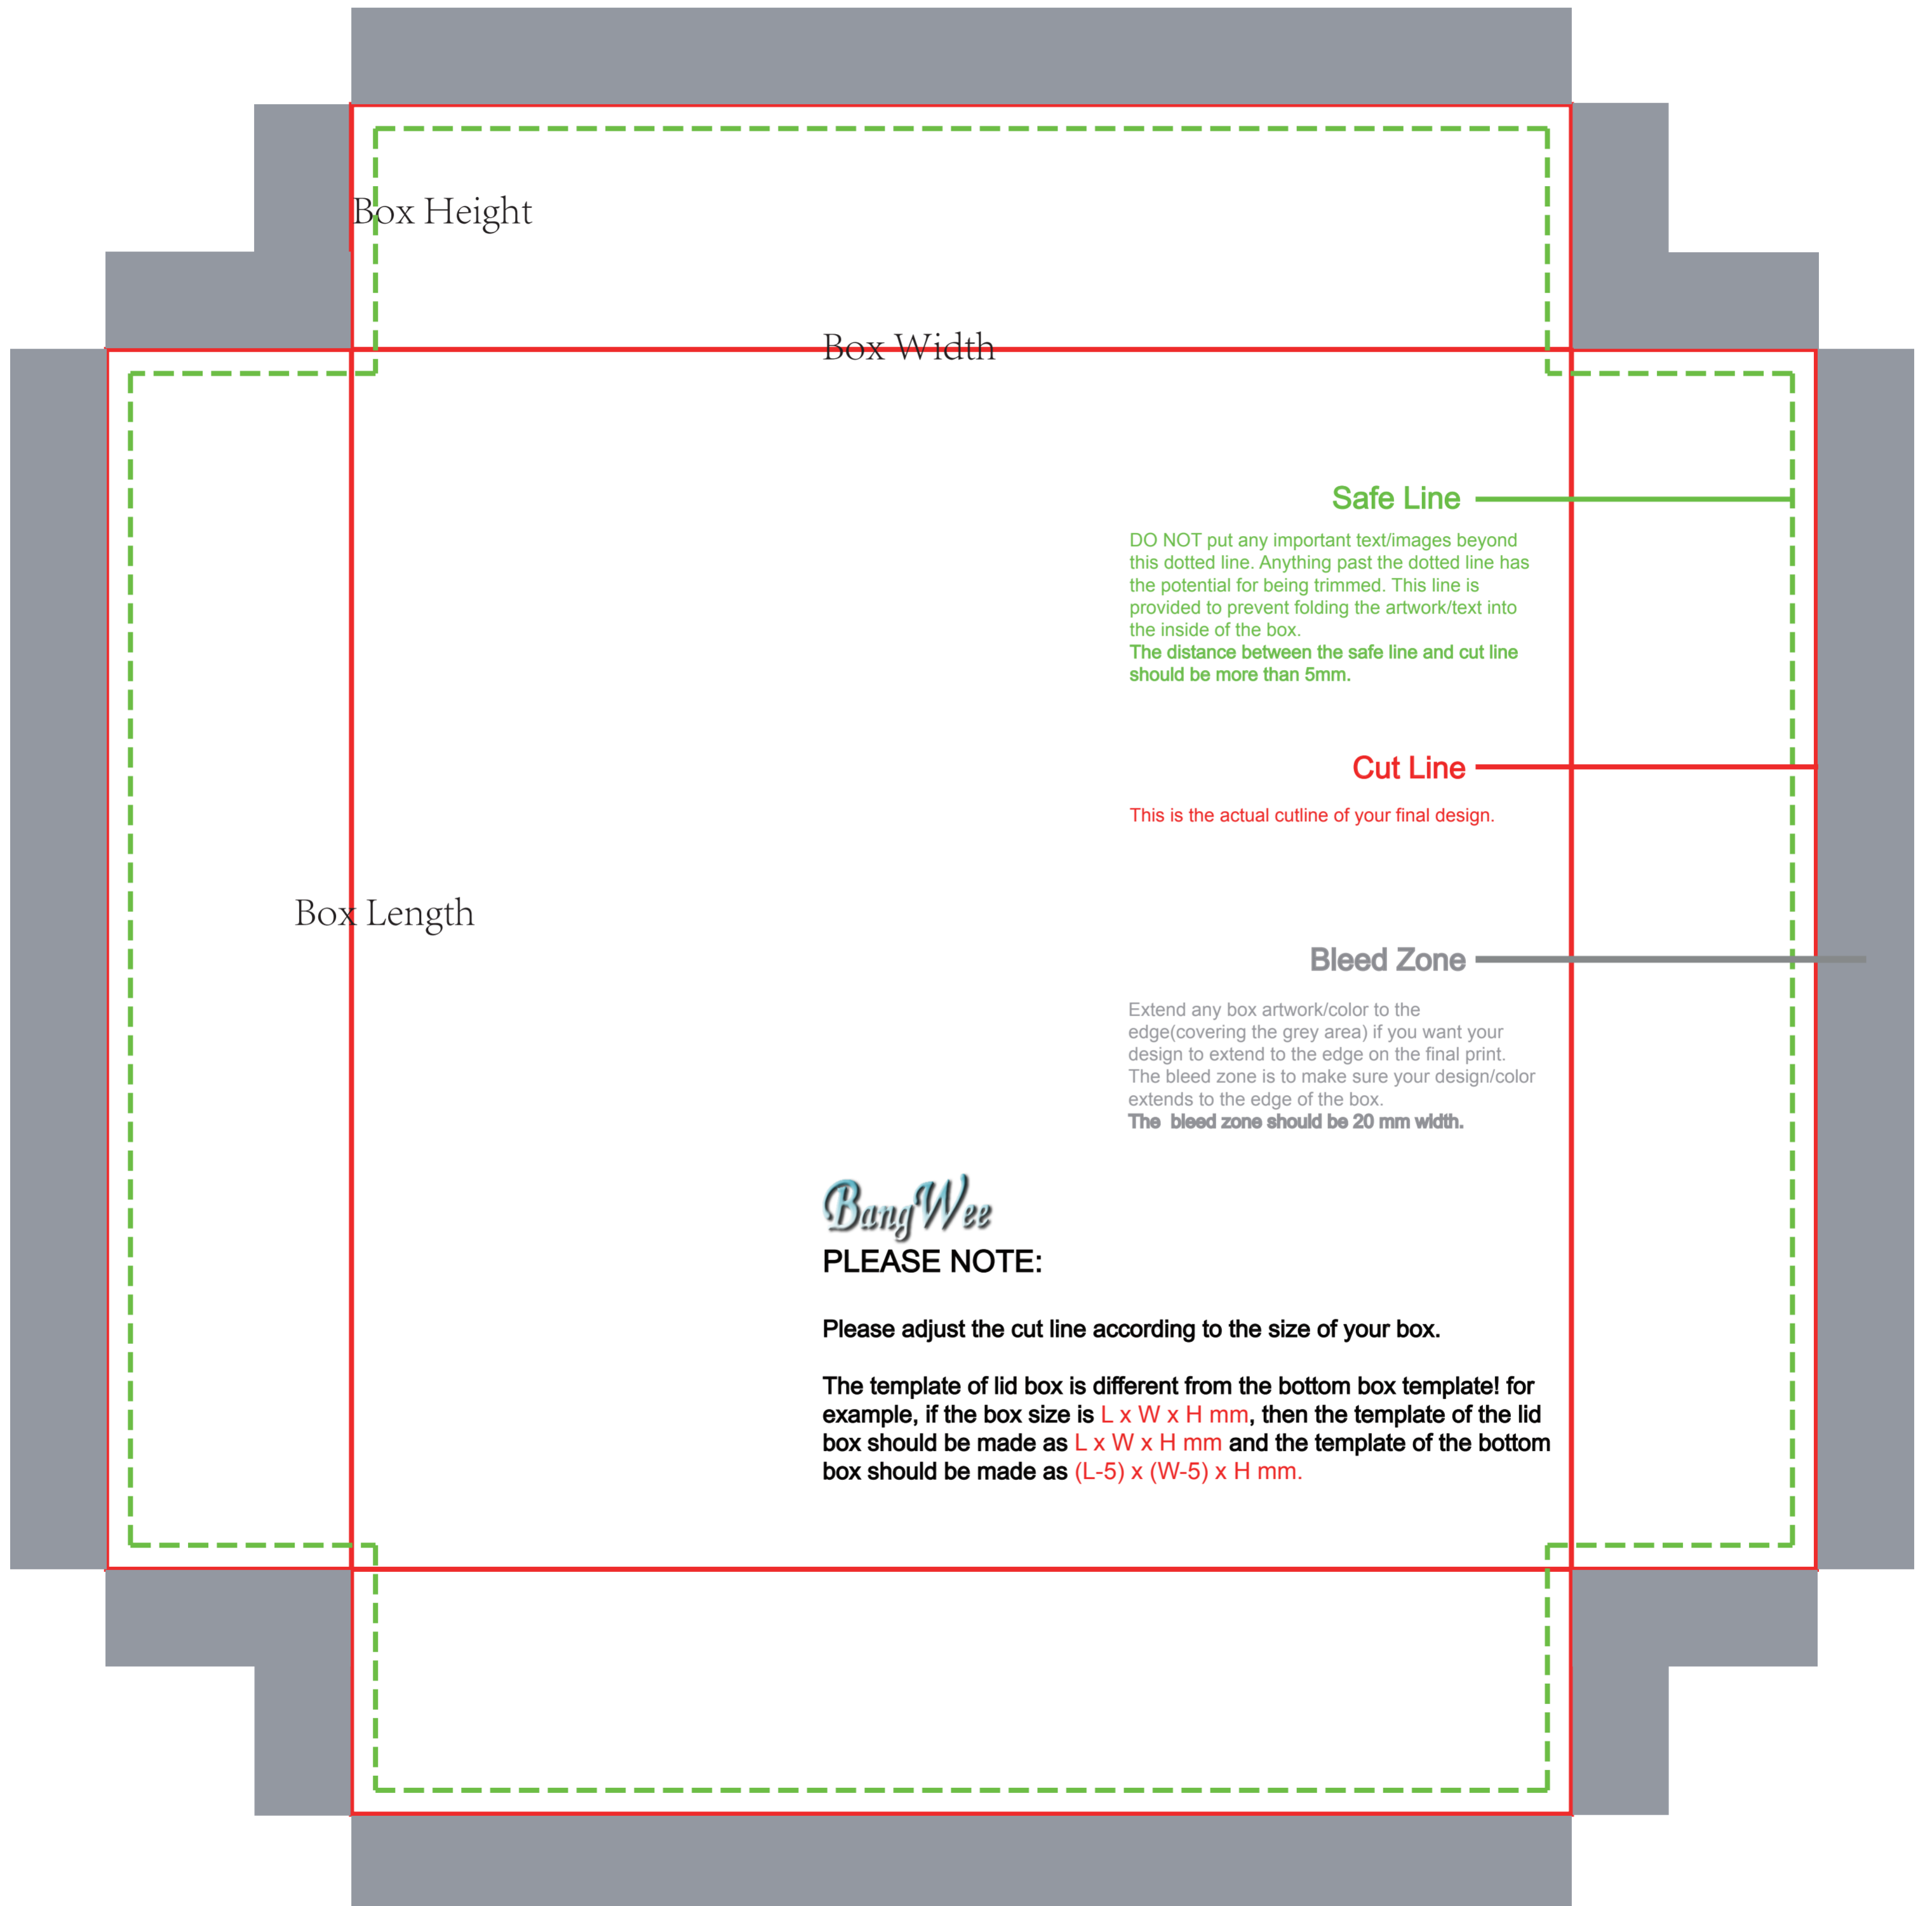 Box Height
Box Width
Safe Line
DO NOT put any important text/images beyond
this dotted line. Anything past the dotted line has
the potential for being trimmed. This line is
provided to prevent folding the artwork/text into
the inside of the box.
The distance between the safe line and cut line
should be more than 5mm.
Cut Line
This is the actual cutline of your final design.
Box Length
Bleed Zone
Extend any box artwork/color to the
edge(covering the grey area) if you want your
design to extend to the edge on the final print.
The bleed zone is to make sure your design/color
extends to the edge of the box.
The  bleed zone should be 20 mm width.
BangWee
PLEASE NOTE:
Please adjust the cut line according to the size of your box.
The template of lid box is different from the bottom box template! for
example, if the box size is L x W x H mm, then the template of the lid
box should be made as L x W x H mm and the template of the bottom
box should be made as (L-5) x (W-5) x H mm.